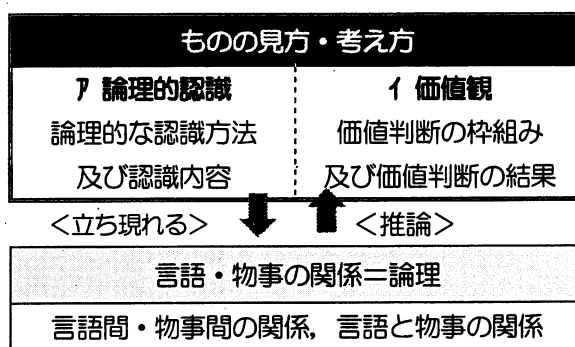 ものの見方・考え方
ア 論理的認識
論理的な認識方法
及び認識内容
イ 価値観
価値判断の枠組み
及び価値判断の結果
<立ち現れる>
<推論>
言語・物事の関係=論理
言語間・物事間の関係，言語と物事の関係